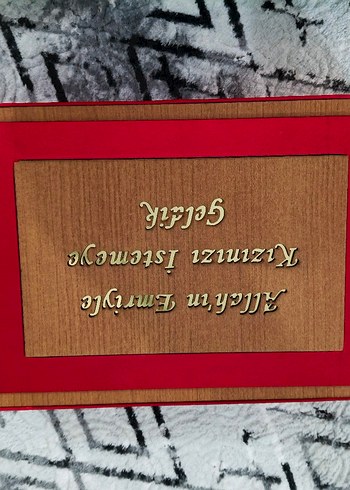 Allah'ın Emriyle
Kızınızı İstemeye
Geldik